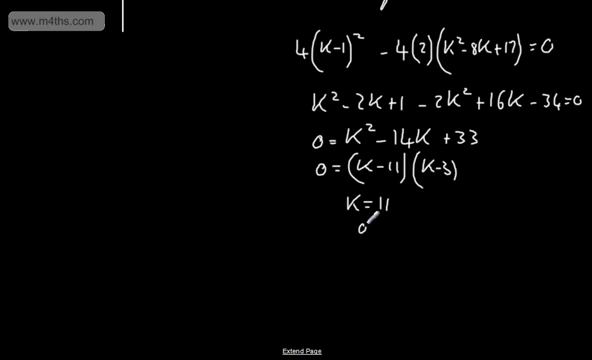 www.m4ths.com
4(K-1)² - 4(2)(K²-8K+17)=0
K²-2K+1 - 2K²+16K - 34=0
0 = K² - 14K + 33
0 = (K-11)(K-3)
K = 11
0
Extend Page